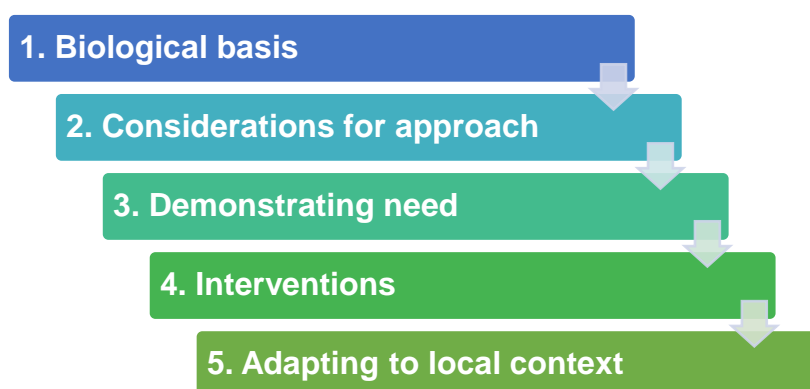 1. Biological basis
2. Considerations for approach
3. Demonstrating need
4. Interventions
5. Adapting to local context